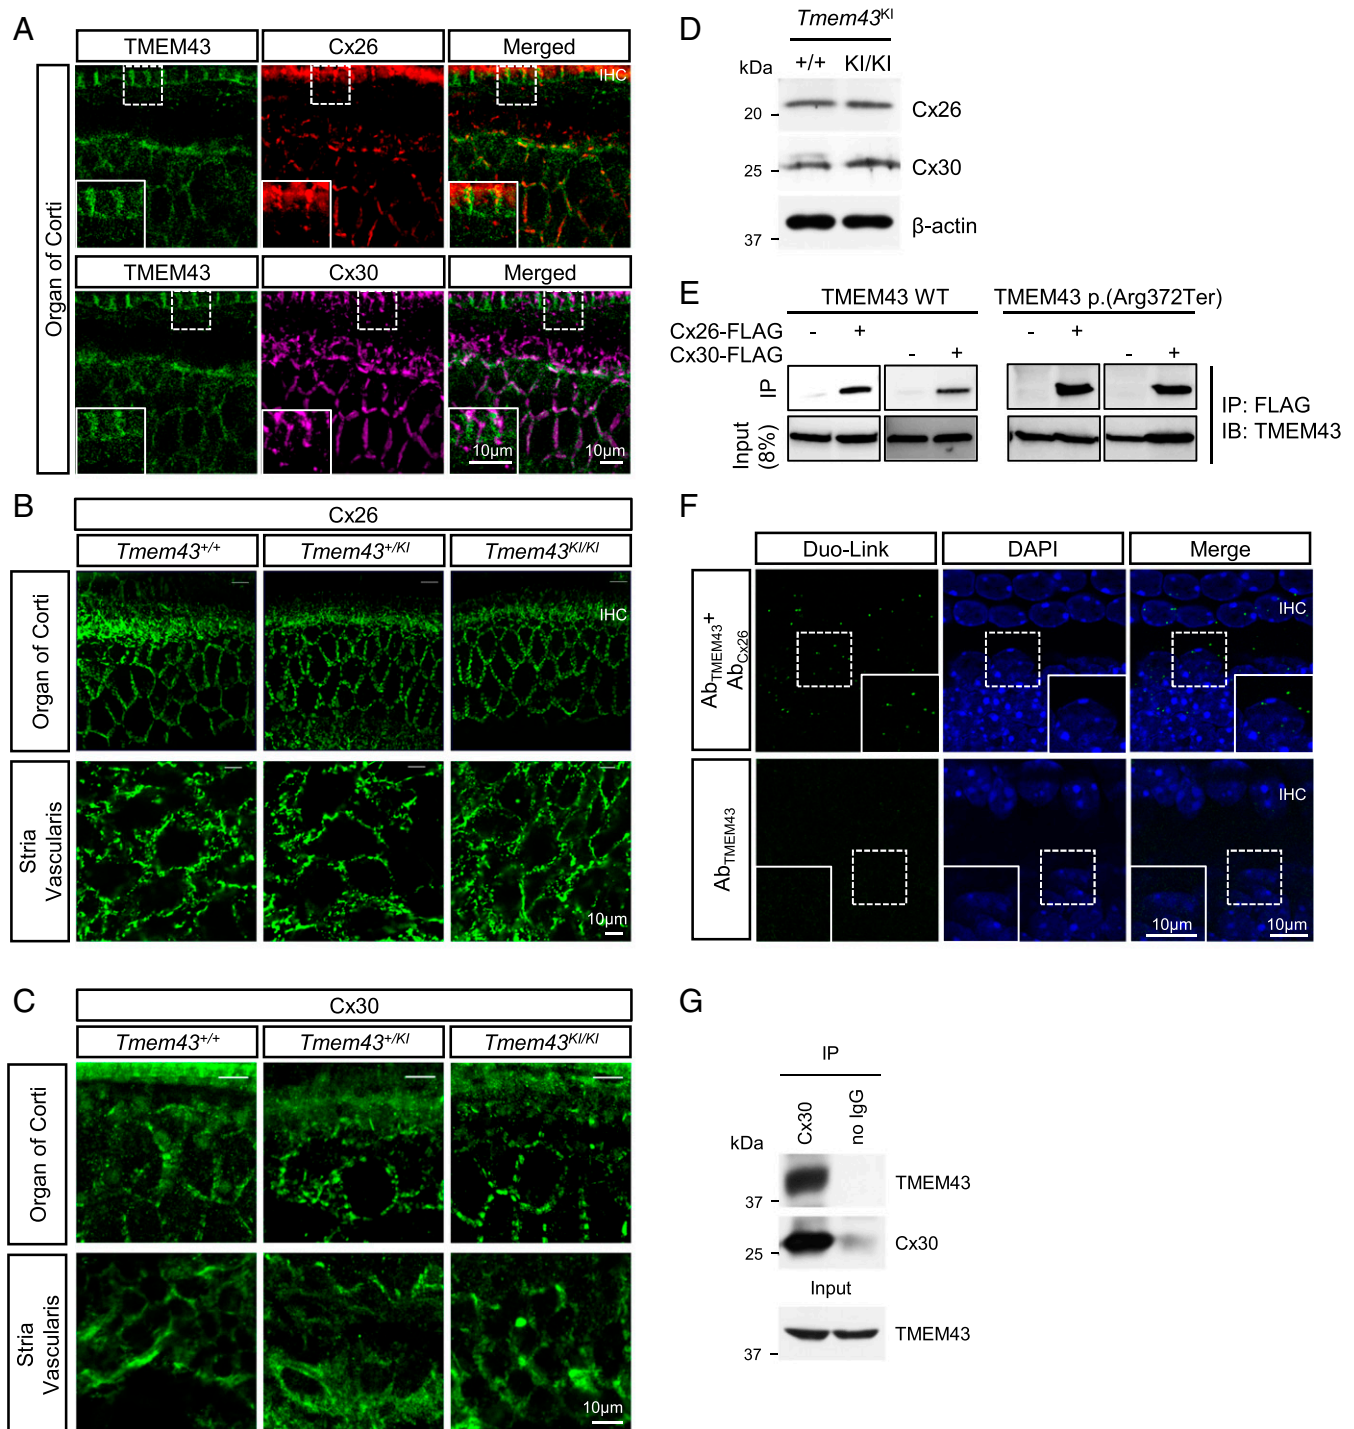 A
TMEM43 Cx26 Merged
Organ of Corti
IHC
TMEM43 Cx30 Merged
10µm 10µm
B
Cx26
Tmem43+/+ Tmem43+/KI Tmem43KI/KI
Organ of Corti
IHC
Stria
Vascularis
10µm
C
Cx30
Tmem43+/+ Tmem43+/KI Tmem43KI/KI
Organ of Corti
Stria
Vascularis
10µm
D
Tmem43KI
kDa +/+ KI/KI
20 Cx26
25 Cx30
37 β-actin
E
TMEM43 WT TMEM43 p.(Arg372Ter)
Cx26-FLAG - + - +
Cx30-FLAG - + - +
IP
Input
(8%)
IP: FLAG
IB: TMEM43
F
Duo-Link DAPI Merge
AbTMEM43+
AbCx26
IHC
AbTMEM43
IHC
10µm 10µm
G
IP
Cx30 no IgG
kDa
37 TMEM43
25 Cx30
Input
37 TMEM43